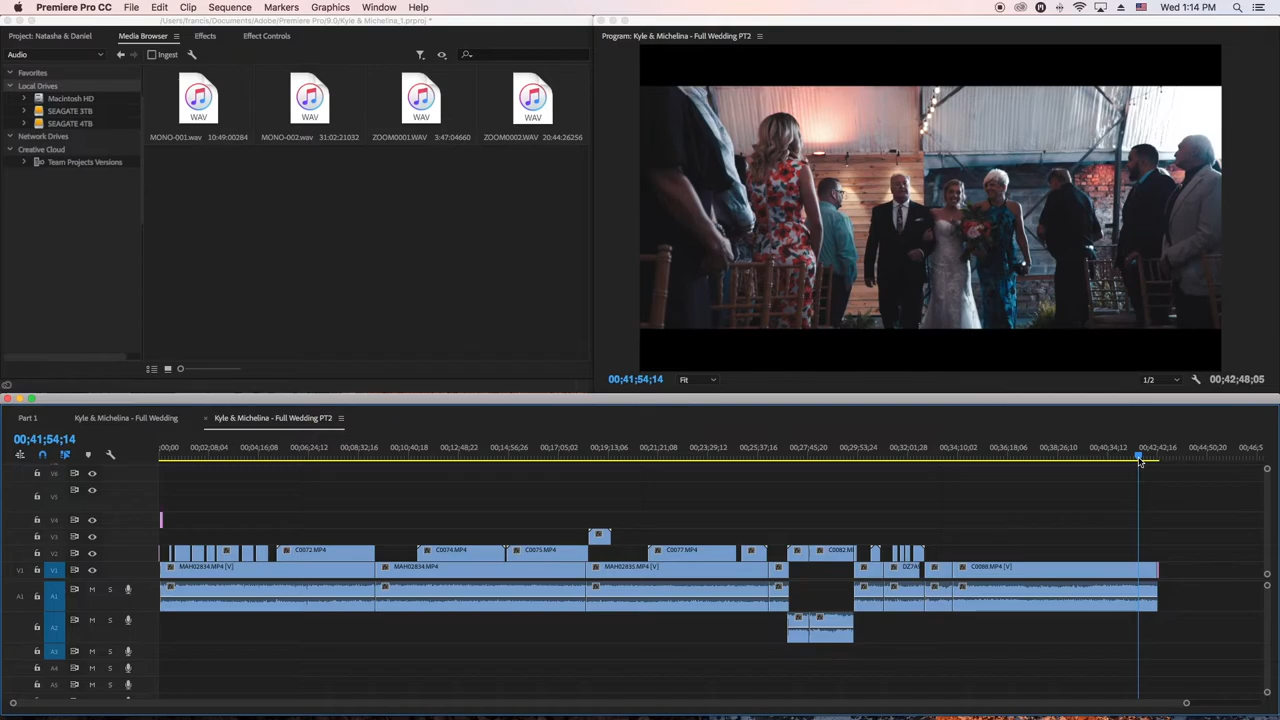 Premiere Pro CC File Edit Clip Sequence Markers Graphics Window Help Wed 1:14 PM
/Users/francis/Documents/Adobe/Premiere Pro/9.0/Kyle & Michelina_1.prproj *
Project: Natasha & Daniel Media Browser Effects Effect Controls
Audio Ingest
Favorites
Local Drives
Macintosh HD
SEAGATE 3TB
SEAGATE 4TB
Network Drives
Creative Cloud
Team Projects Versions
WAV WAV WAV WAV
MONO-001.wav 10:49:00284 MONO-002.wav 31:02:21032 ZOOM0001.WAV 3:47:04660 ZOOM0002.WAV 20:44:26256
Program: Kyle & Michelina - Full Wedding PT2
00;41;54;14 Fit 1/2 00;42;48;05
Part 1 Kyle & Michelina - Full Wedding × Kyle & Michelina - Full Wedding PT2
00;41;54;14
;00;00 00;02;08;04 00;04;16;08 00;06;24;12 00;08;32;16 00;10;40;18 00;12;48;22 00;14;56;26 00;17;05;02 00;19;13;06 00;21;21;08 00;23;29;12 00;25;37;16 00;27;45;20 00;29;53;24 00;32;01;28 00;34;10;02 00;36;18;06 00;38;26;10 00;40;34;12 00;42;42;16 00;44;50;20 00;46;5
V6
V5
V4
V3
V2 C0072.MP4 C0074.MP4 C0075.MP4 C0077.MP4 C0082.M
V1 V1 MAH02834.MP4 [V] MAH02834.MP4 MAH02835.MP4 [V] DZ7A C0088.MP4 [V]
A1 A1 M S
A2 M S
A3 M S
A4 M S
A5 M S